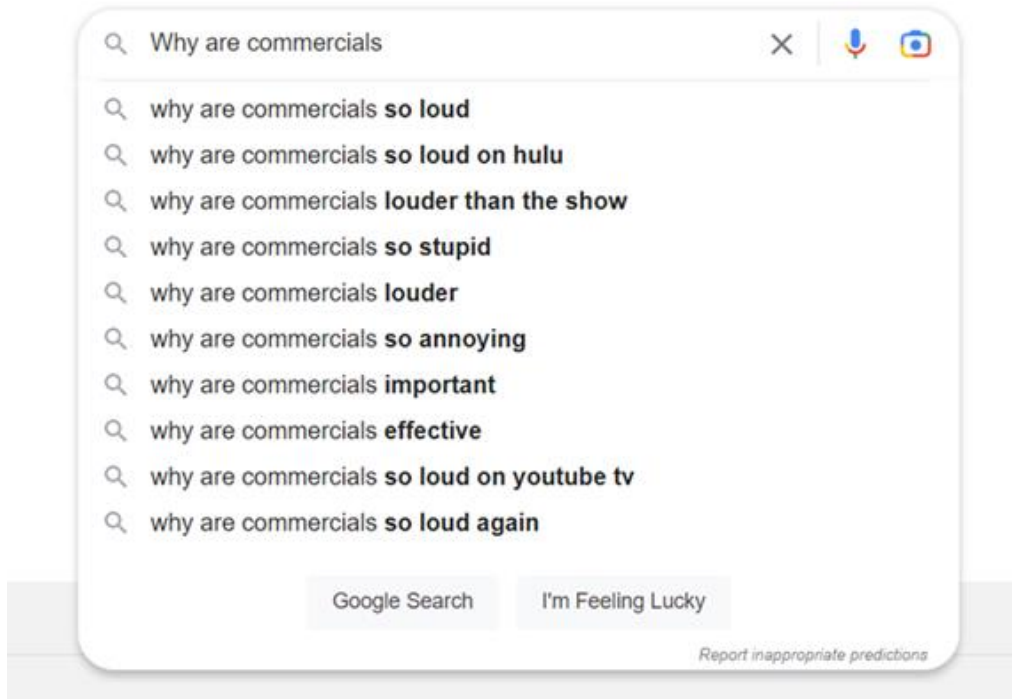 Why are commercials
why are commercials so loud
why are commercials so loud on hulu
why are commercials louder than the show
why are commercials so stupid
why are commercials louder
why are commercials so annoying
why are commercials important
why are commercials effective
why are commercials so loud on youtube tv
why are commercials so loud again
Google Search I'm Feeling Lucky
Report inappropriate predictions